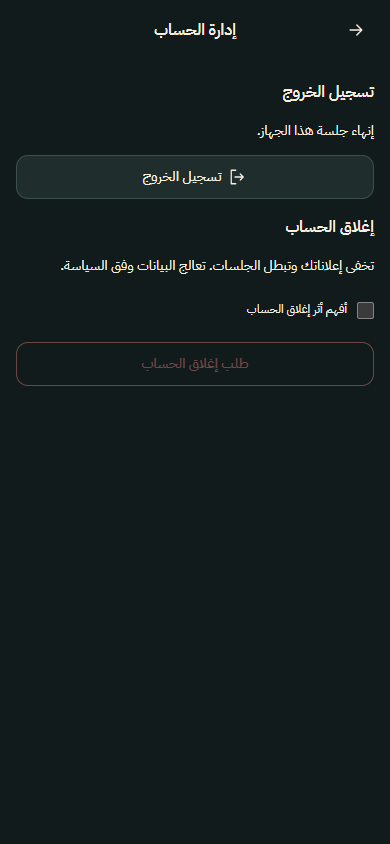 إدارة الحساب
تسجيل الخروج
إنهاء جلسة هذا الجهاز.
تسجيل الخروج
إغلاق الحساب
تخفى إعلاناتك وتبطل الجلسات. تعالج البيانات وفق السياسة.
أفهم أثر إغلاق الحساب
طلب إغلاق الحساب